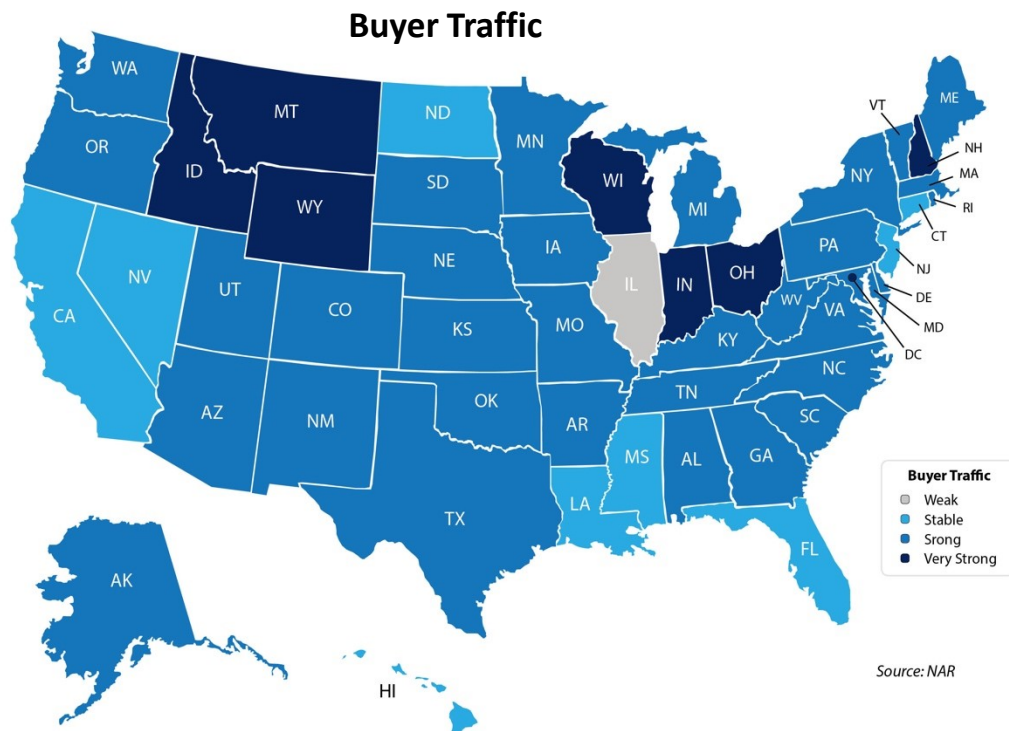 Buyer Traffic
WA
MT
ND
MN
VT
ME
OR
ID
NH
SD
WI
NY
MA
WY
MI
RI
CT
IA
PA
NE
NJ
NV
IL
IN
OH
DE
UT
CO
WV
VA
MD
CA
KS
MO
KY
DC
NC
TN
AZ
NM
OK
AR
SC
MS
AL
GA
LA
TX
FL
Buyer Traffic
Weak
Stable
Srong
Very Strong
AK
HI
Source: NAR